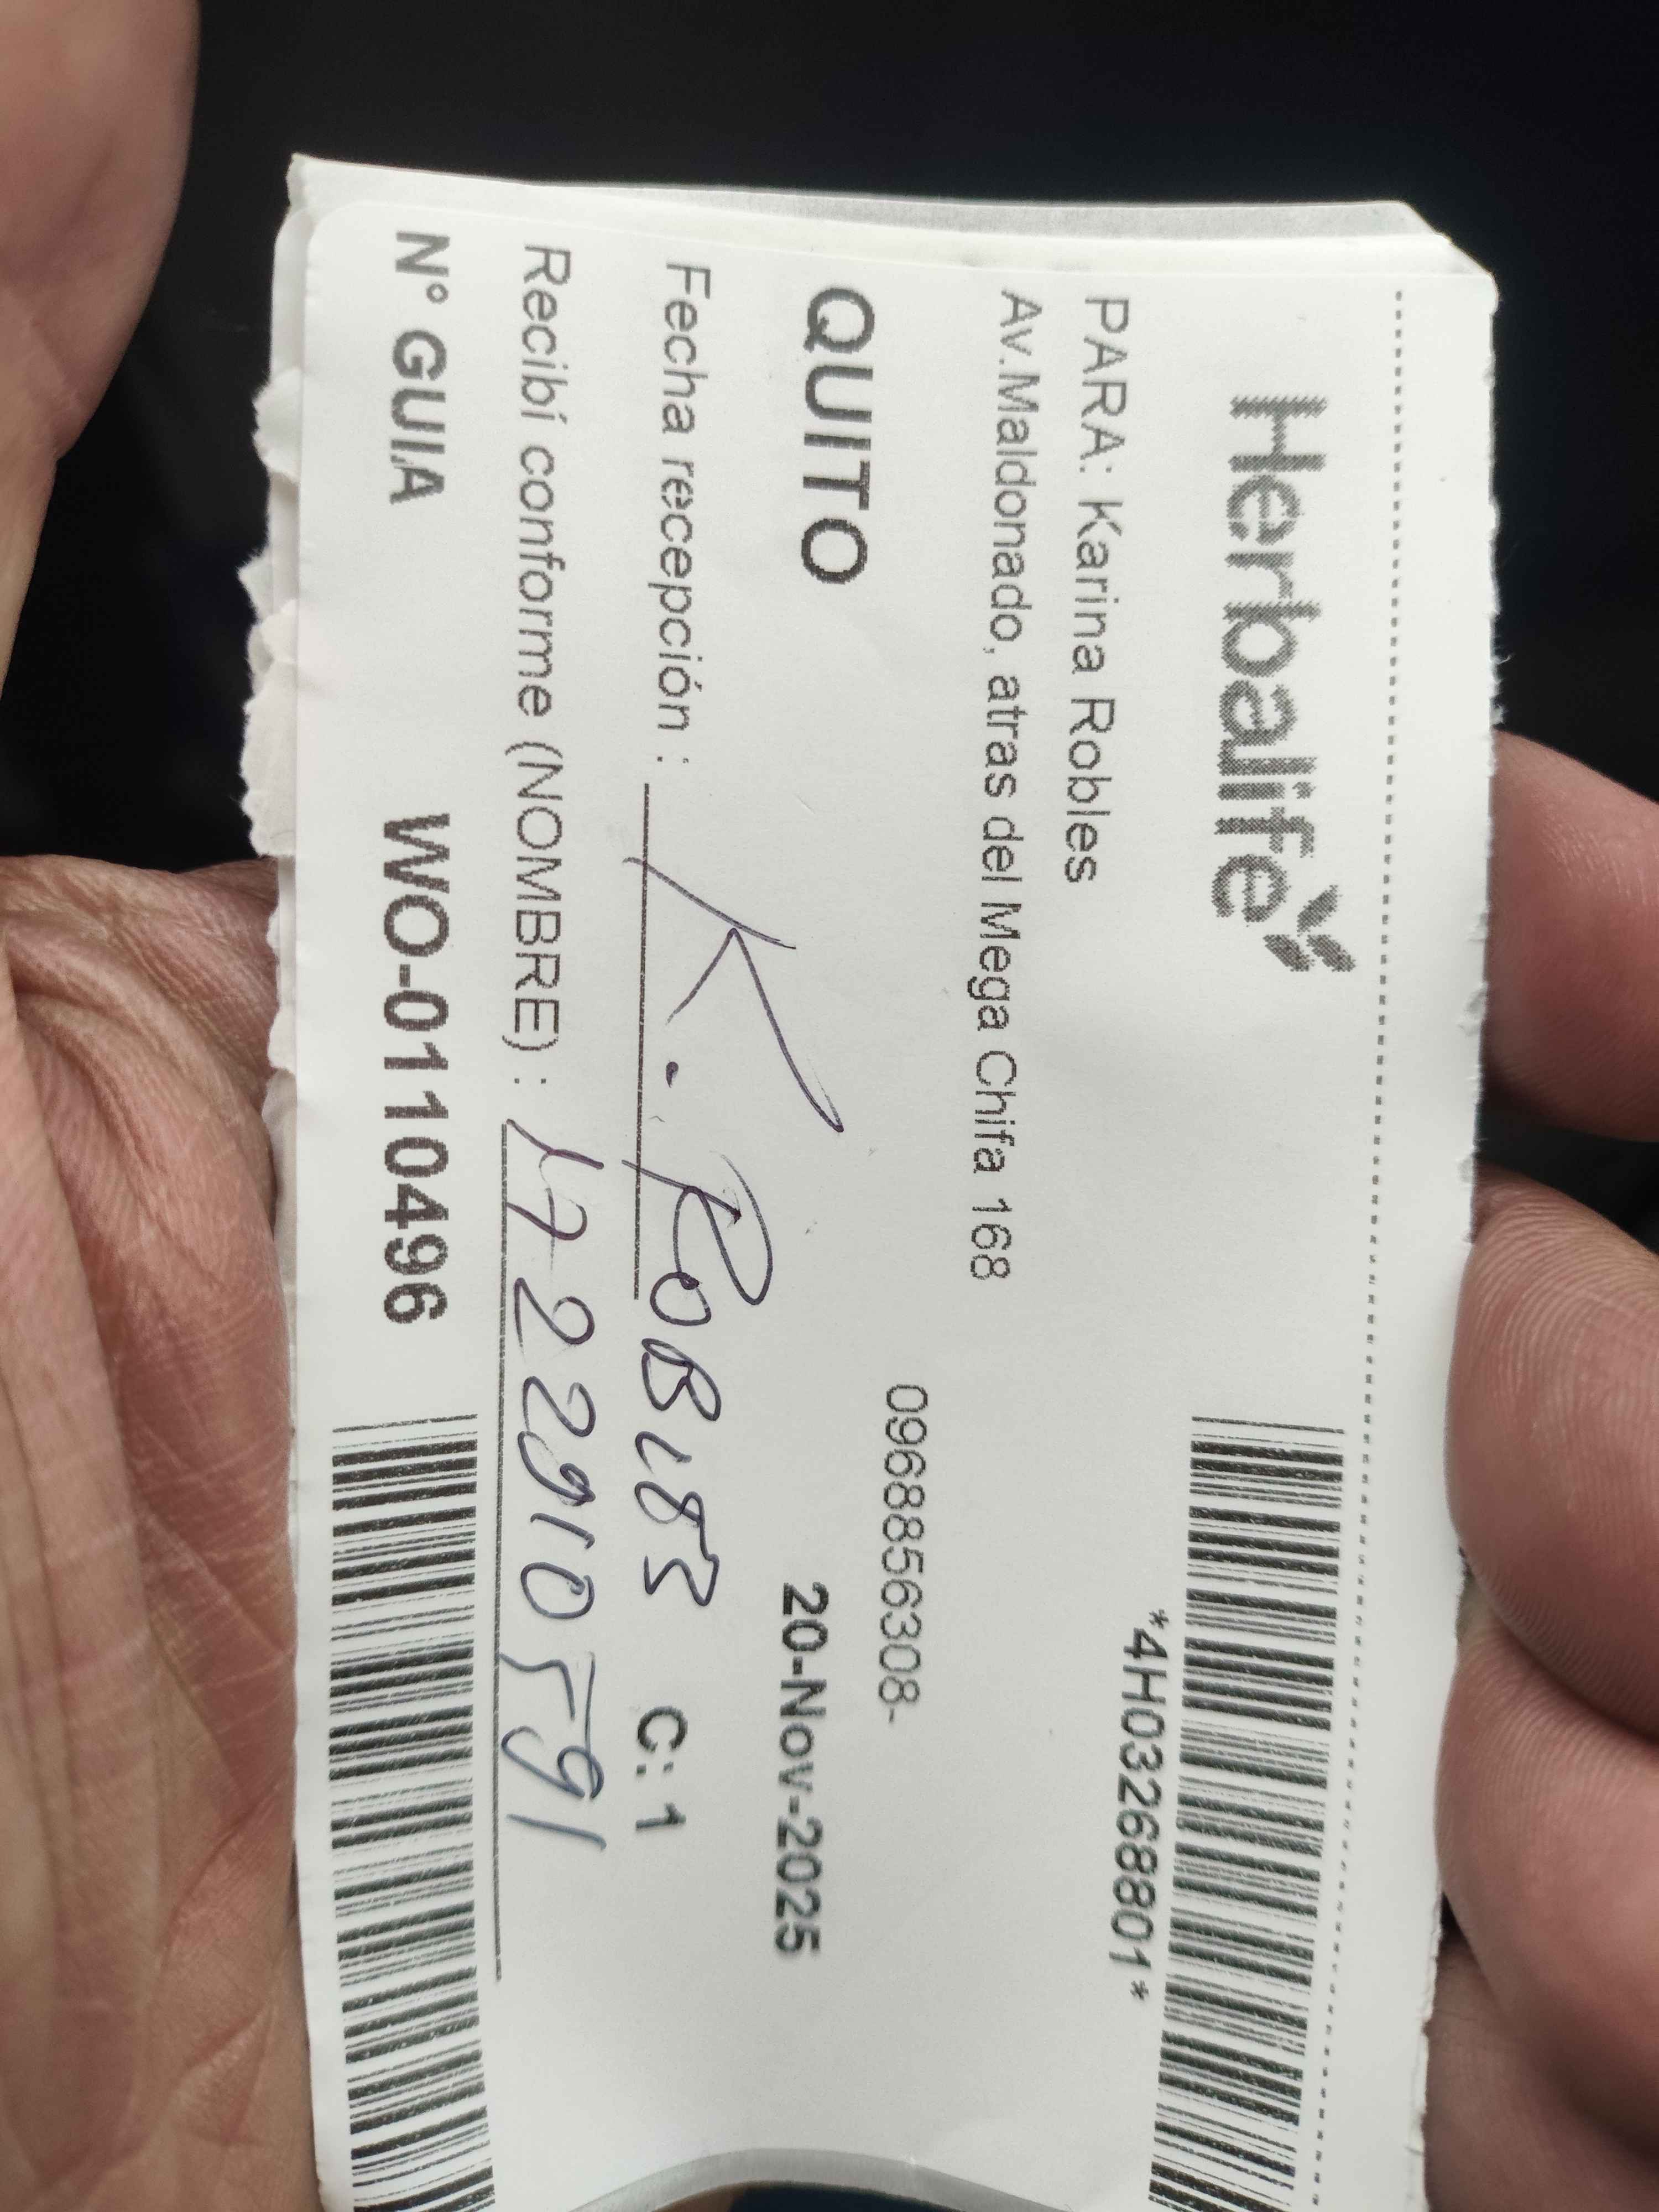 Herbalife
*4H03268801*
PARA: Karina Robles
Av.Maldonado, atras del Mega Chifa 168
0968856308-
QUITO
20-Nov-2025
Fecha recepción : K. ROBLES C: 1
Recibí conforme (NOMBRE) : 1722910591
N° GUIA WO-0110496